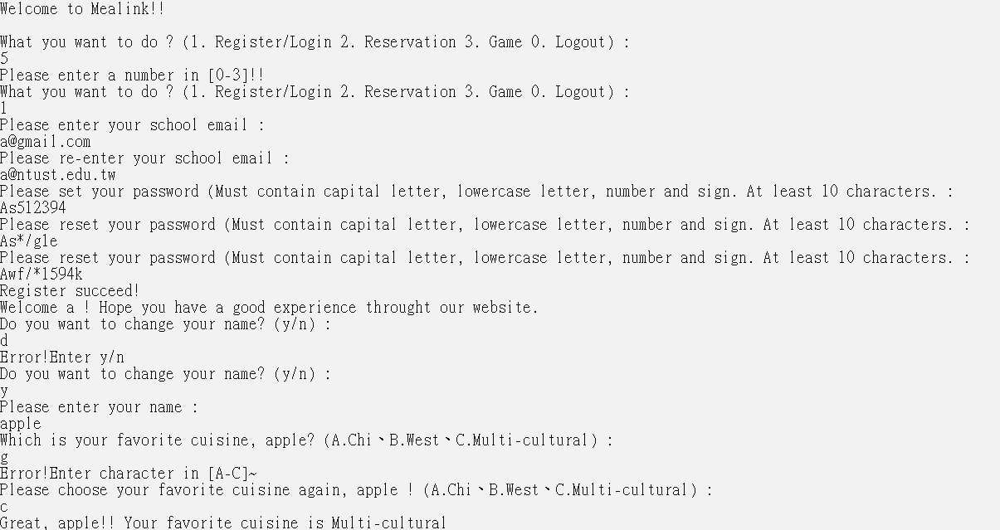 Welcome to Mealink!!
What you want to do ? (1. Register/Login 2. Reservation 3. Game 0. Logout) :
5
Please enter a number in [0-3]!!
What you want to do ? (1. Register/Login 2. Reservation 3. Game 0. Logout) :
1
Please enter your school email :
a@gmail.com
Please re-enter your school email :
a@ntust.edu.tw
Please set your password (Must contain capital letter, lowercase letter, number and sign. At least 10 characters. :
As512394
Please reset your password (Must contain capital letter, lowercase letter, number and sign. At least 10 characters. :
As*/gle
Please reset your password (Must contain capital letter, lowercase letter, number and sign. At least 10 characters. :
Awf/*1594k
Register succeed!
Welcome a ! Hope you have a good experience throught our website.
Do you want to change your name? (y/n) :
d
Error!Enter y/n
Do you want to change your name? (y/n) :
y
Please enter your name :
apple
Which is your favorite cuisine, apple? (A.Chi、B.West、C.Multi-cultural) :
g
Error!Enter character in [A-C]~
Please choose your favorite cuisine again, apple ! (A.Chi、B.West、C.Multi-cultural) :
c
Great, apple!! Your favorite cuisine is Multi-cultural